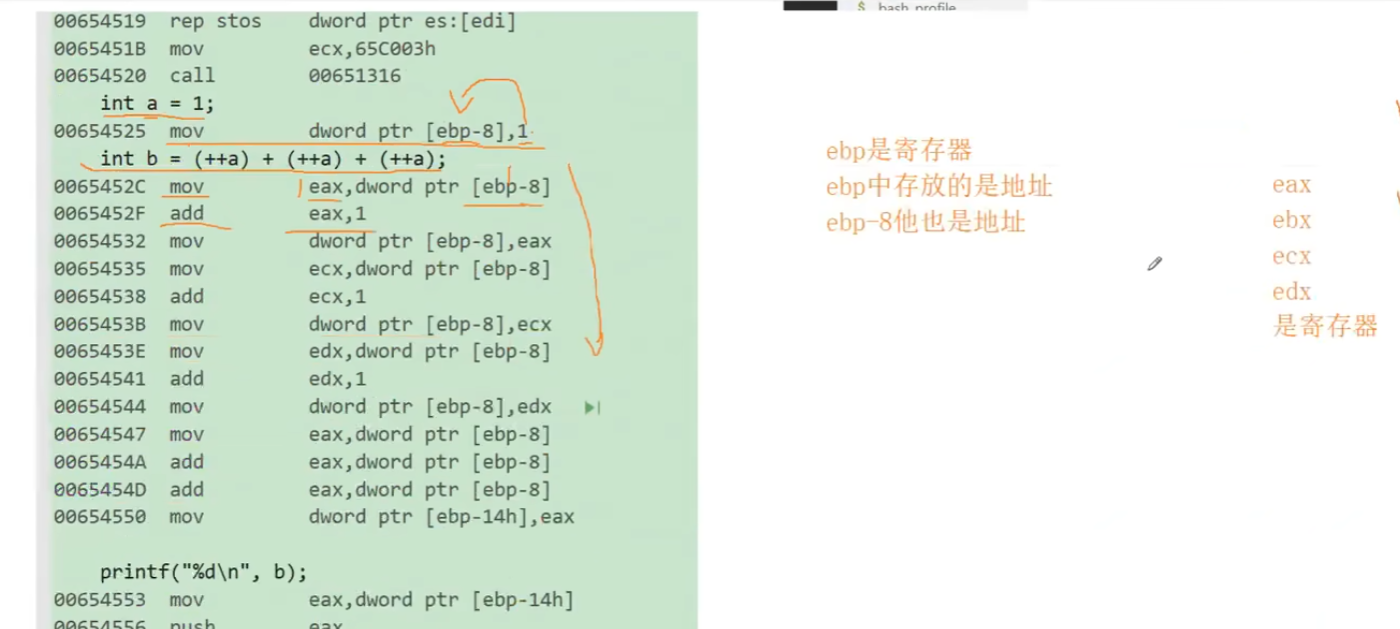 $ bash_profile
00654519 rep stos dword ptr es:[edi]
0065451B mov ecx,65C003h
00654520 call 00651316
int a = 1;
00654525 mov dword ptr [ebp-8],1
int b = (++a) + (++a) + (++a);
0065452C mov eax,dword ptr [ebp-8]
0065452F add eax,1
00654532 mov dword ptr [ebp-8],eax
00654535 mov ecx,dword ptr [ebp-8]
00654538 add ecx,1
0065453B mov dword ptr [ebp-8],ecx
0065453E mov edx,dword ptr [ebp-8]
00654541 add edx,1
00654544 mov dword ptr [ebp-8],edx
00654547 mov eax,dword ptr [ebp-8]
0065454A add eax,dword ptr [ebp-8]
0065454D add eax,dword ptr [ebp-8]
00654550 mov dword ptr [ebp-14h],eax
printf("%d\n", b);
00654553 mov eax,dword ptr [ebp-14h]
00654556 push eax
ebp是寄存器
ebp中存放的是地址
ebp-8他也是地址
eax
ebx
ecx
edx
是寄存器